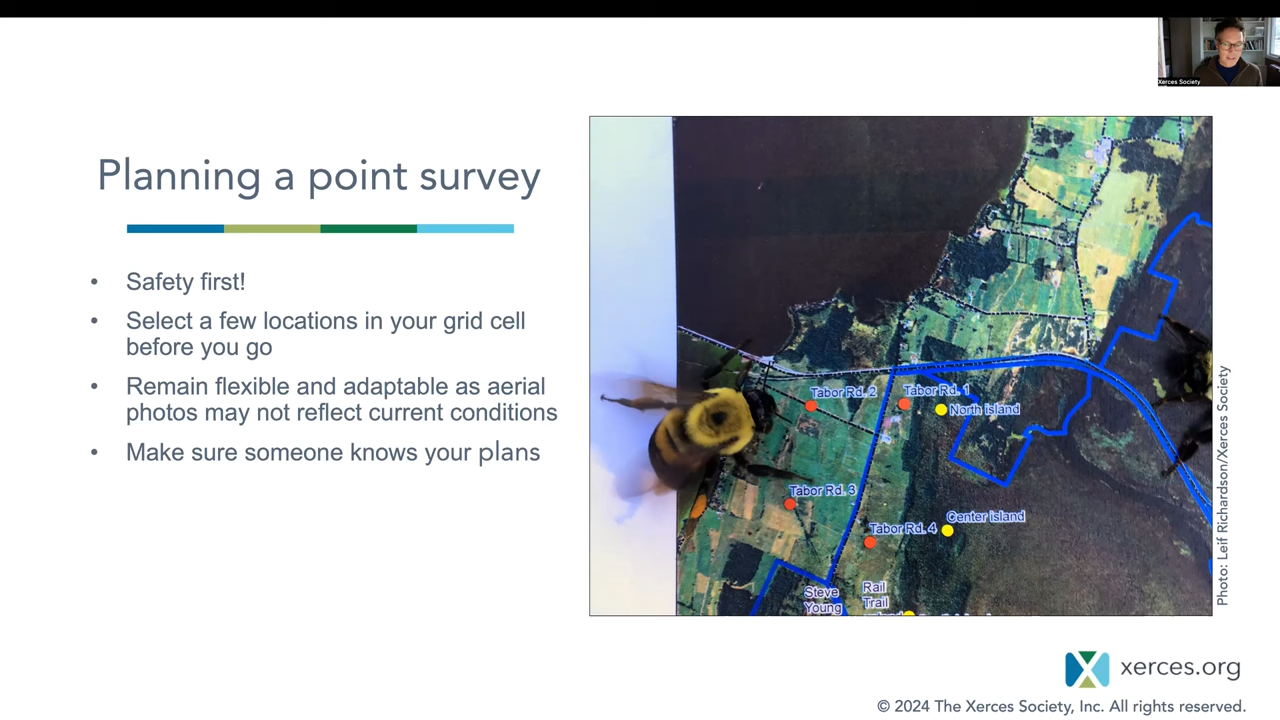 Xerces Society
Planning a point survey
• Safety first!
• Select a few locations in your grid cell
before you go
• Remain flexible and adaptable as aerial
photos may not reflect current conditions
• Make sure someone knows your plans
Tabor Rd. 2
Tabor Rd. 1
North Island
Tabor Rd. 3
Tabor Rd. 4
Center island
Steve
Young
Rail
Trail
Photo: Leif Richardson/Xerces Society
xerces.org
© 2024 The Xerces Society, Inc. All rights reserved.